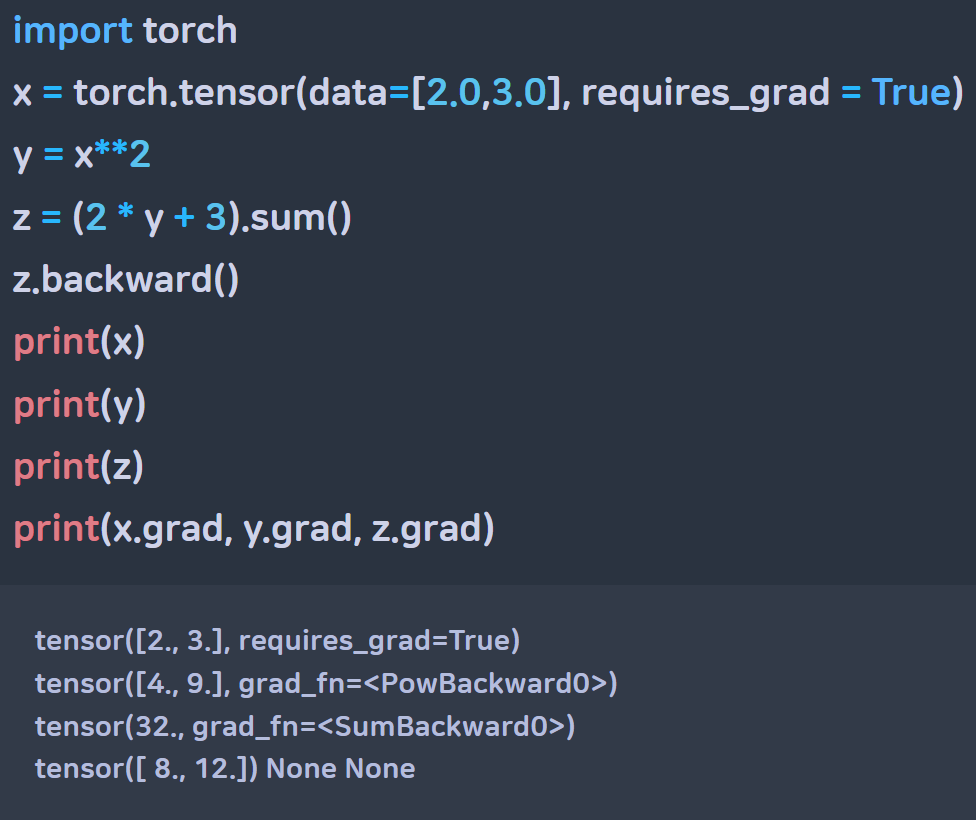 import torch
x = torch.tensor(data=[2.0,3.0], requires_grad = True)
y = x**2
z = (2 * y + 3).sum()
z.backward()
print(x)
print(y)
print(z)
print(x.grad, y.grad, z.grad)
tensor([2., 3.], requires_grad=True)
tensor([4., 9.], grad_fn=<PowBackward0>)
tensor(32., grad_fn=<SumBackward0>)
tensor([ 8., 12.]) None None